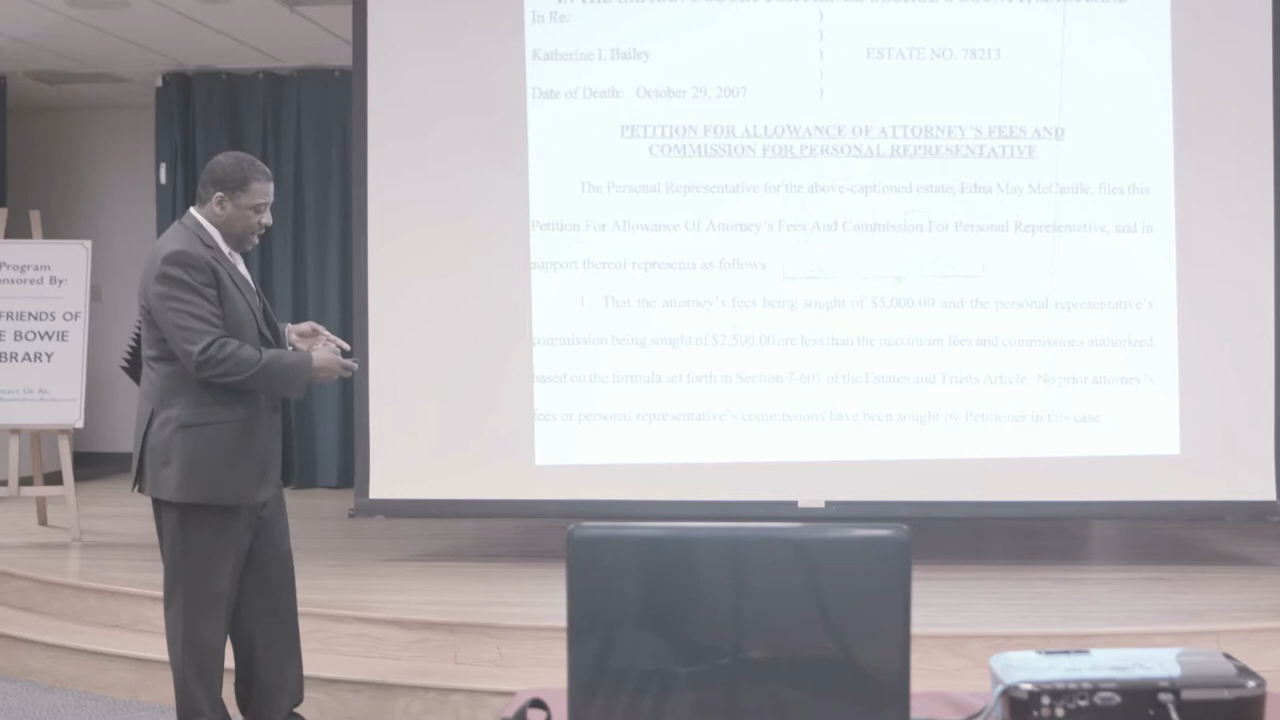 In Re: )
)
Katherine I. Bailey ) ESTATE NO. 78213
)
Date of Death: October 29, 2007 )
PETITION FOR ALLOWANCE OF ATTORNEY'S FEES AND
COMMISSION FOR PERSONAL REPRESENTATIVE
The Personal Representative for the above-captioned estate, Edna May McCardle, files this
Petition For Allowance Of Attorney's Fees And Commission For Personal Representative, and in
support thereof represents as follows
1. That the attorney's fees being sought of $5,000.00 and the personal representative's
commission being sought of $2,500.00 are less than the maximum fees and commissions authorized
based on the formula set forth in Section 7-601 of the Estates and Trusts Article. No prior attorney's
fees or personal representative's commissions have been sought by Petitioner in this case.
Program
nsored By:
FRIENDS OF
E BOWIE
BRARY
ntact Us At: